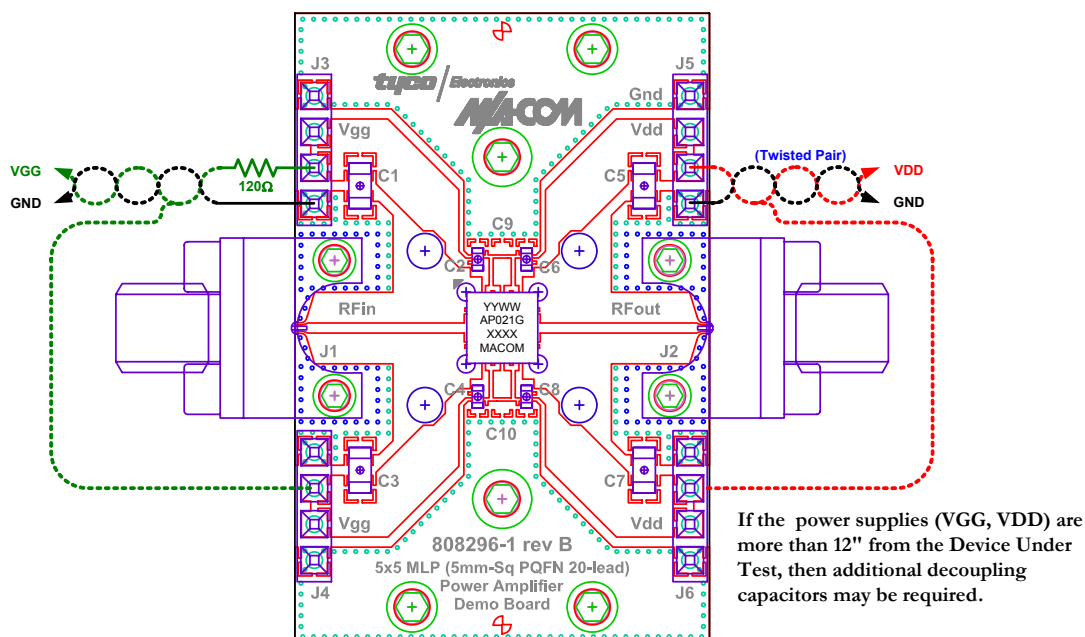 J3
J5
tyco / Electronics
M/ACOM
Gnd
Vgg
Vdd
VGG
GND
120Ω
(Twisted Pair)
VDD
GND
C1
C5
C9
C2
C6
RFin
RFout
YYWW
AP021G
XXXX
MACOM
J1
J2
C4
C8
C10
C3
C7
Vgg
Vdd
J4
J6
808296-1 rev B
5x5 MLP (5mm-Sq PQFN 20-lead)
Power Amplifier
Demo Board
If the power supplies (VGG, VDD) are
more than 12" from the Device Under
Test, then additional decoupling
capacitors may be required.